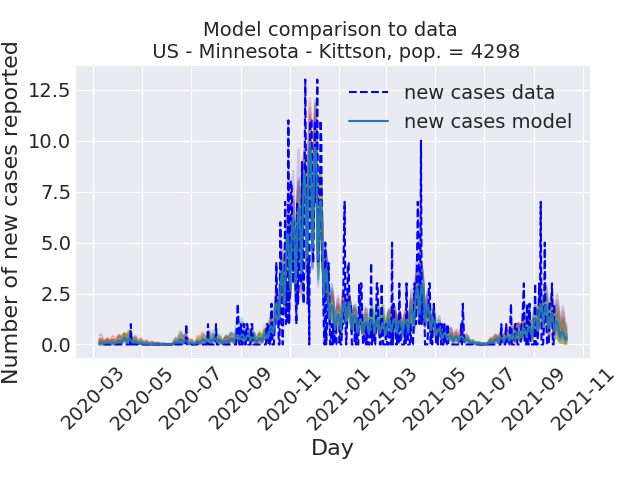 Model comparison to data
US - Minnesota - Kittson, pop. = 4298
Number of new cases reported
12.5
10.0
7.5
5.0
2.5
0.0
new cases data
new cases model
2020-03
2020-05
2020-07
2020-09
2020-11
2021-01
2021-03
2021-05
2021-07
2021-09
2021-11
Day